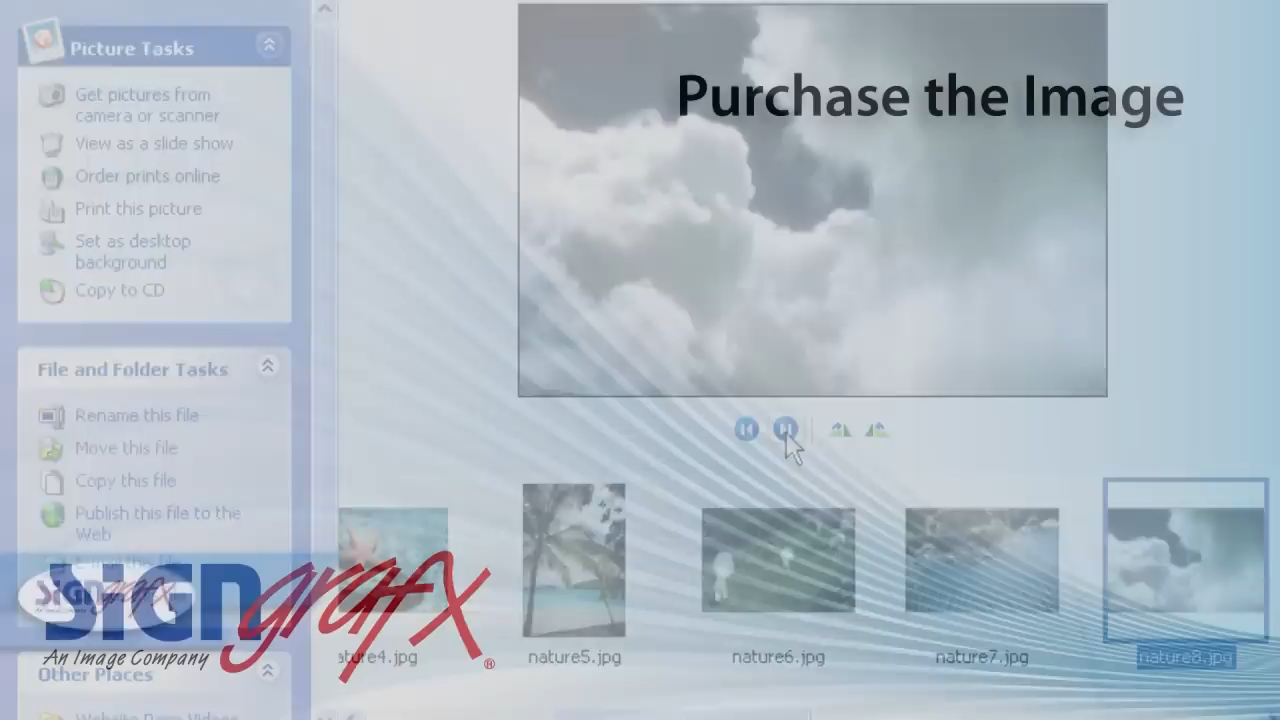 Picture Tasks
Get pictures from
camera or scanner
View as a slide show
Order prints online
Print this picture
Set as desktop
background
Copy to CD
File and Folder Tasks
Rename this file
Move this file
Copy this file
Publish this file to the
Web
SIGNgrafx
SIGNgrafx®
An Image Company
Other Places
Purchase the Image
ature4.jpg
nature5.jpg
nature6.jpg
nature7.jpg
nature8.jpg